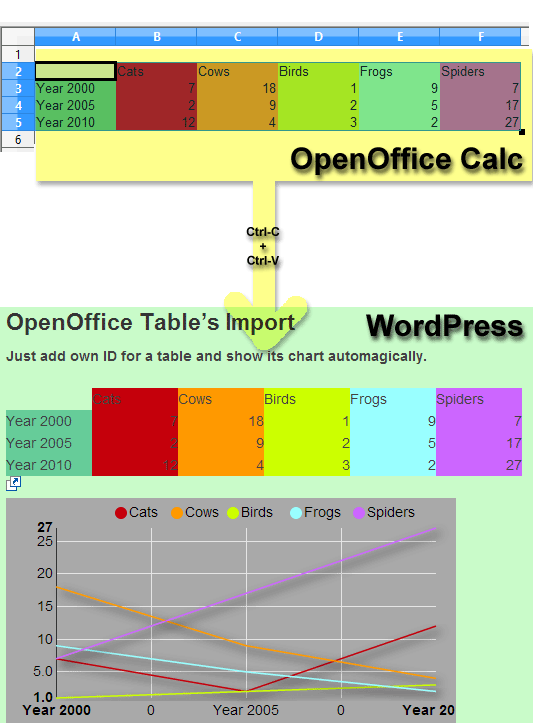 A B C D E F
1
2 Cats Cows Birds Frogs Spiders
3 Year 2000 7 18 1 9 7
4 Year 2005 2 9 2 5 17
5 Year 2010 12 4 3 2 27
6
OpenOffice Calc
Ctrl-C
+
Ctrl-V
OpenOffice Table's Import
WordPress
Just add own ID for a table and show its chart automagically.
Cats Cows Birds Frogs Spiders
Year 2000 7 18 1 9 7
Year 2005 2 9 2 5 17
Year 2010 12 4 3 2 27
Cats Cows Birds Frogs Spiders
27
25
20
15
10
5.0
1.0
Year 2000 0 Year 2005 0 Year 20